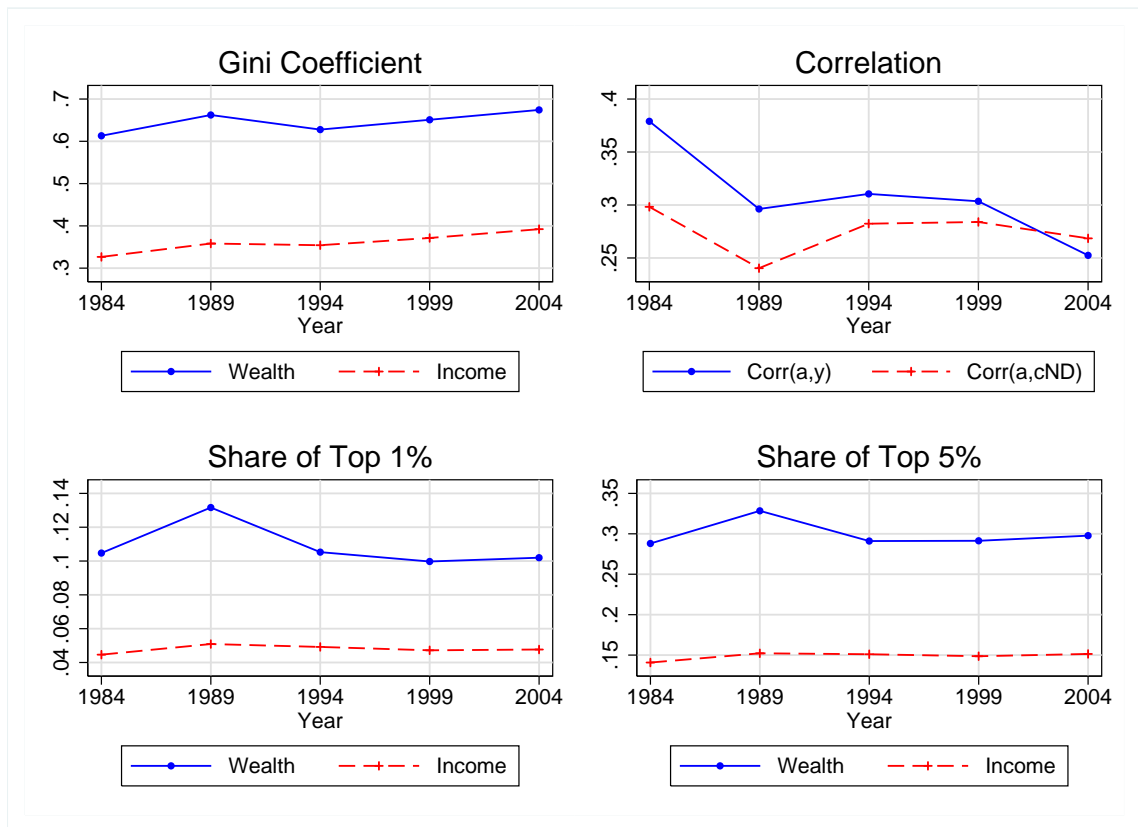 Gini Coefficient
.7
.6
.5
.4
.3
1984 1989 1994 1999 2004
Year
Wealth Income
Correlation
.4
.35
.3
.25
1984 1989 1994 1999 2004
Year
Corr(a,y) Corr(a,cND)
Share of Top 1%
.14
.12
.1
.08
.06
.04
1984 1989 1994 1999 2004
Year
Wealth Income
Share of Top 5%
.35
.3
.25
.2
.15
1984 1989 1994 1999 2004
Year
Wealth Income